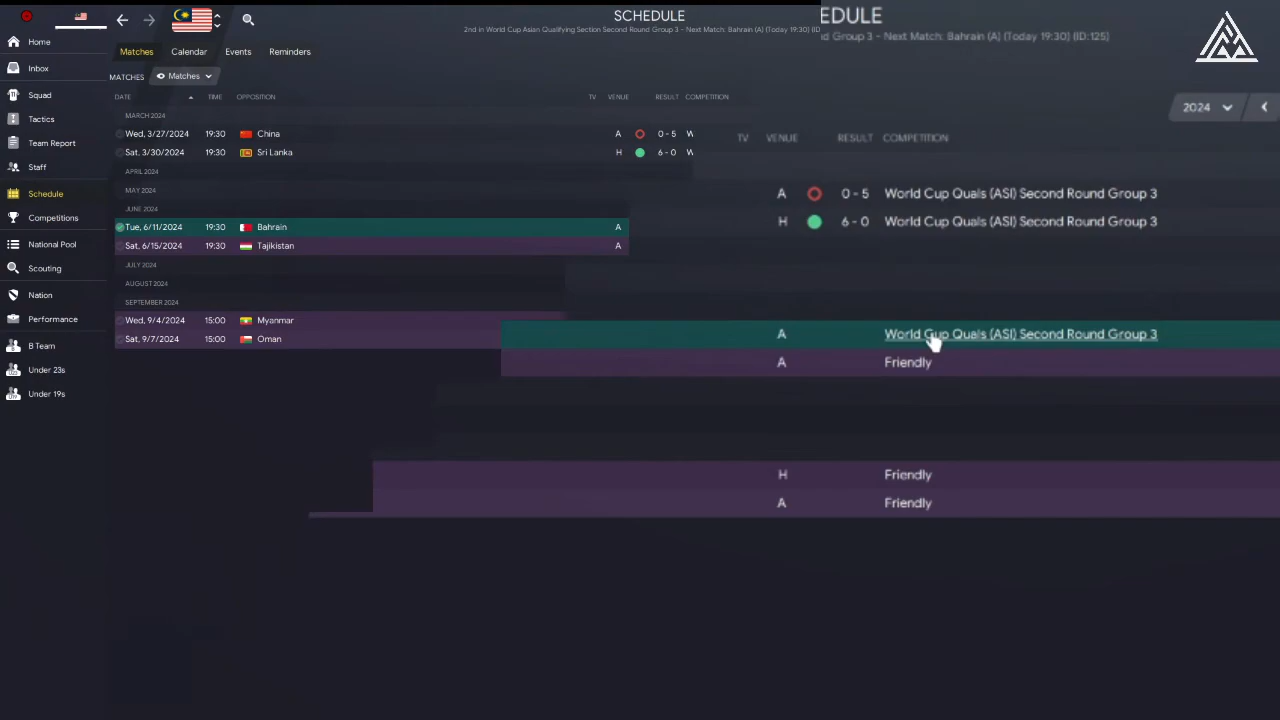 SCHEDULE
2nd in World Cup Asian Qualifying Section Second Round Group 3 - Next Match: Bahrain (A) (Today 19:30) (ID
EDULE
d Group 3 - Next Match: Bahrain (A) (Today 19:30) (ID:125)
Home
Inbox
Squad
Tactics
Team Report
Staff
Schedule
Competitions
National Pool
Scouting
Nation
Performance
B Team
Under 23s
Under 19s
Matches Calendar Events Reminders
MATCHES Matches
DATE TIME OPPOSITION TV VENUE RESULT COMPETITION
MARCH 2024
Wed, 3/27/2024 19:30 China A 0 - 5 W
Sat, 3/30/2024 19:30 Sri Lanka H 6 - 0 W
APRIL 2024
MAY 2024
JUNE 2024
Tue, 6/11/2024 19:30 Bahrain A
Sat, 6/15/2024 19:30 Tajikistan A
JULY 2024
AUGUST 2024
SEPTEMBER 2024
Wed, 9/4/2024 15:00 Myanmar
Sat, 9/7/2024 15:00 Oman
2024
TV VENUE RESULT COMPETITION
A 0 - 5 World Cup Quals (ASI) Second Round Group 3
H 6 - 0 World Cup Quals (ASI) Second Round Group 3
A World Cup Quals (ASI) Second Round Group 3
A Friendly
H Friendly
A Friendly